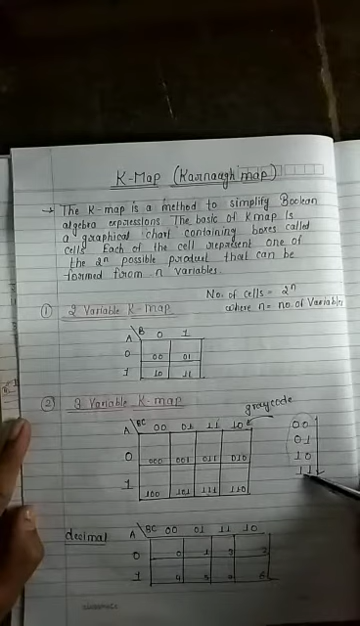 K-Map (Karnaugh map)
→ The K-map is a method to simplify Boolean
algebra expressions The basic of K map is
a graphical chart containing boxes called
cells. Each of the cell represent one of
the 2ⁿ possible product that can be
formed from n variables.
No. of cells = 2ⁿ
① 2 Variable K-map
where n = no. of Variables
A \ B 0 1
0 00 01
1 10 11
② 3 Variable K-map
gray code
A \ BC 00 01 11 10
00
01
0 000 001 011 010
10
11
1 100 101 111 110
decimal
A \ BC 00 01 11 10
0 0 1 3 2
1 4 5